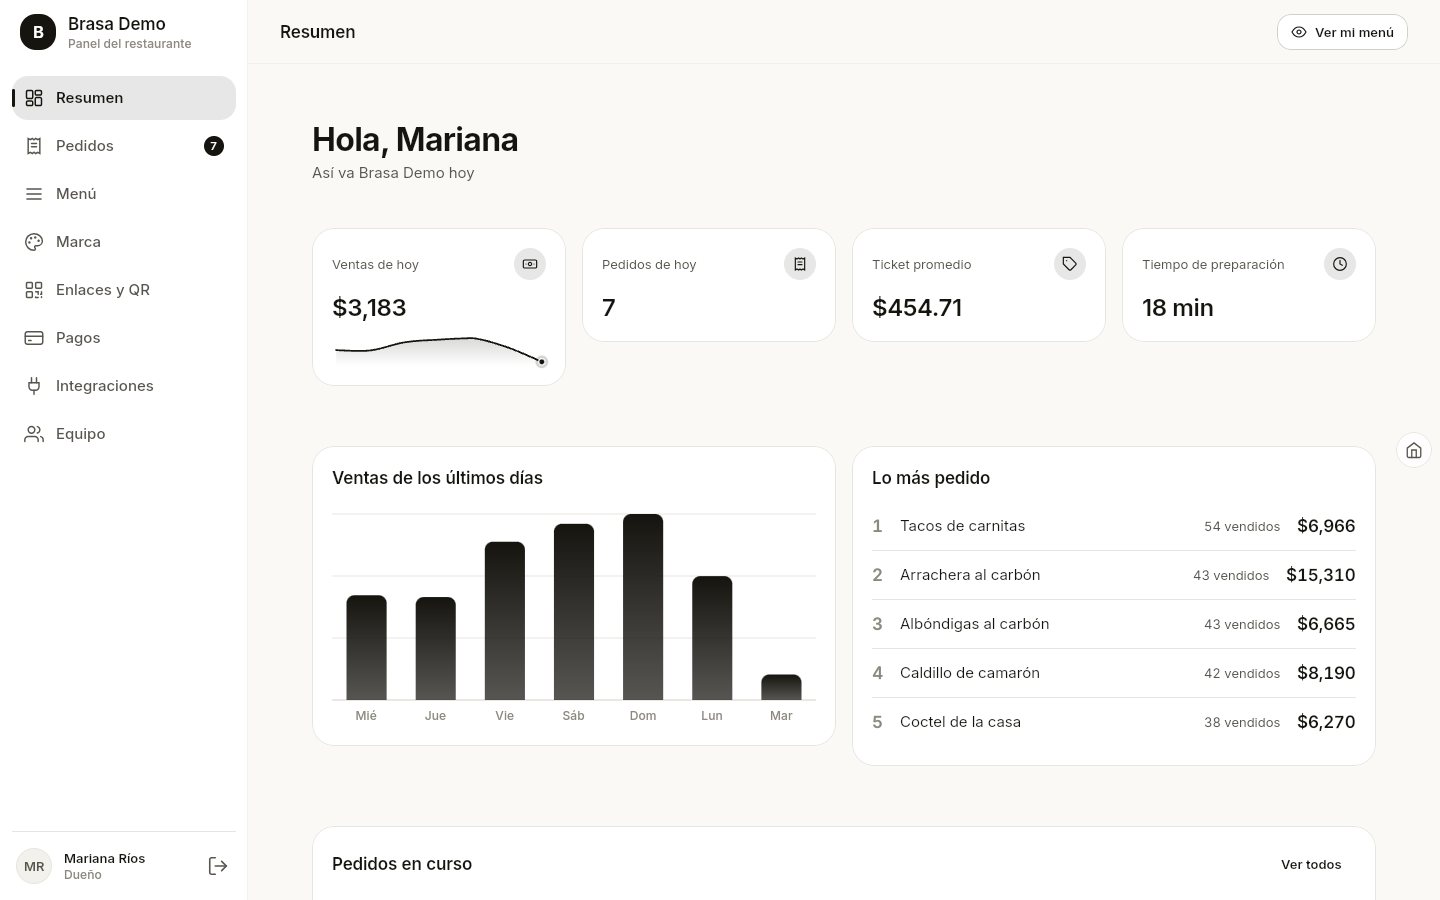 B
Brasa Demo
Panel del restaurante
Resumen
Pedidos
7
Menú
Marca
Enlaces y QR
Pagos
Integraciones
Equipo
MR
Mariana Ríos
Dueño
Resumen
Ver mi menú
Hola, Mariana
Así va Brasa Demo hoy
Ventas de hoy
$3,183
Pedidos de hoy
7
Ticket promedio
$454.71
Tiempo de preparación
18 min
Ventas de los últimos días
Mié Jue Vie Sáb Dom Lun Mar
Lo más pedido
1 Tacos de carnitas 54 vendidos $6,966
2 Arrachera al carbón 43 vendidos $15,310
3 Albóndigas al carbón 43 vendidos $6,665
4 Caldillo de camarón 42 vendidos $8,190
5 Coctel de la casa 38 vendidos $6,270
Pedidos en curso
Ver todos